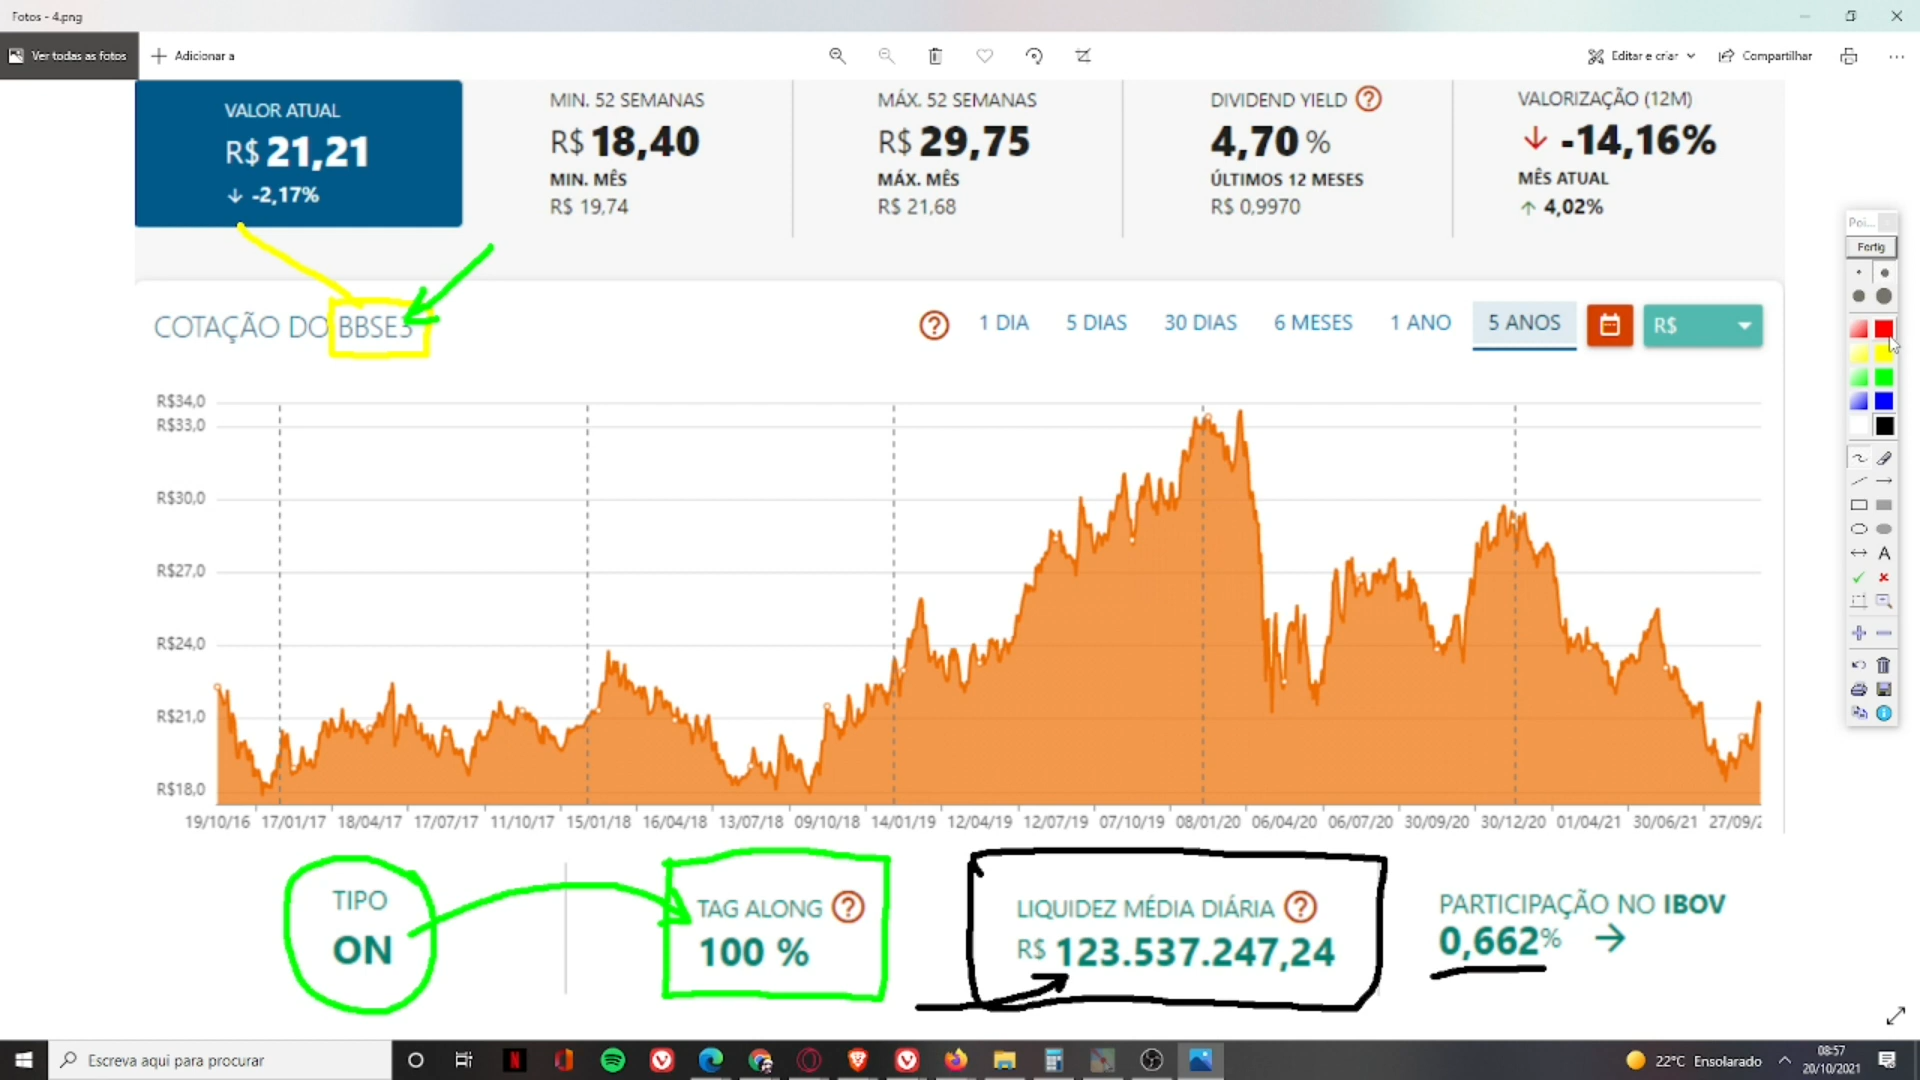 Fotos - 4.png
Ver todas as fotos
Adicionar a
Editar e criar
Compartilhar
VALOR ATUAL
R$ 21,21
-2,17%
MIN. 52 SEMANAS
R$ 18,40
MIN. MÊS
R$ 19,74
MÁX. 52 SEMANAS
R$ 29,75
MÁX. MÊS
R$ 21,68
DIVIDEND YIELD ?
4,70 %
ÚLTIMOS 12 MESES
R$ 0,9970
VALORIZAÇÃO (12M)
-14,16%
MÊS ATUAL
4,02%
Poi...
Fertig
A
COTAÇÃO DO BBSE3
? 1 DIA 5 DIAS 30 DIAS 6 MESES 1 ANO 5 ANOS R$
R$34,0
R$33,0
R$30,0
R$27,0
R$24,0
R$21,0
R$18,0
19/10/16 17/01/17 18/04/17 17/07/17 11/10/17 15/01/18 16/04/18 13/07/18 09/10/18 14/01/19 12/04/19 12/07/19 07/10/19 08/01/20 06/04/20 06/07/20 30/09/20 30/12/20 01/04/21 30/06/21 27/09/2
TIPO
ON
TAG ALONG ?
100 %
LIQUIDEZ MÉDIA DIÁRIA ?
R$ 123.537.247,24
PARTICIPAÇÃO NO IBOV
0,662%
Escreva aqui para procurar
22°C Ensolarado
08:57
20/10/2021